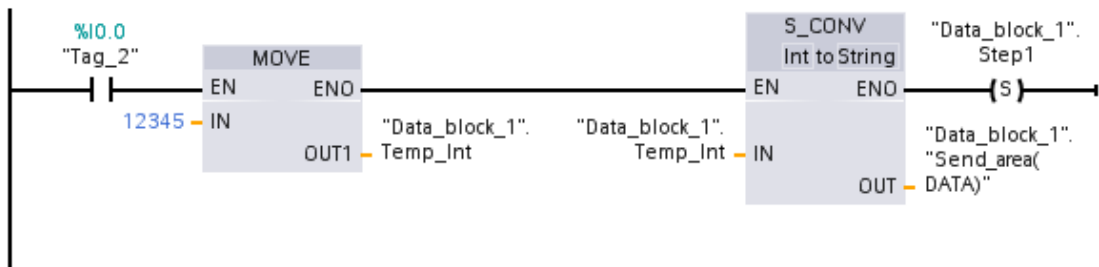 %I0.0
"Tag_2"
MOVE
EN
ENO
12345
IN
OUT1
"Data_block_1".
Temp_Int
"Data_block_1".
Temp_Int
S_CONV
Int to String
EN
ENO
IN
OUT
"Data_block_1".
Step1
S
"Data_block_1".
"Send_area(
DATA)"